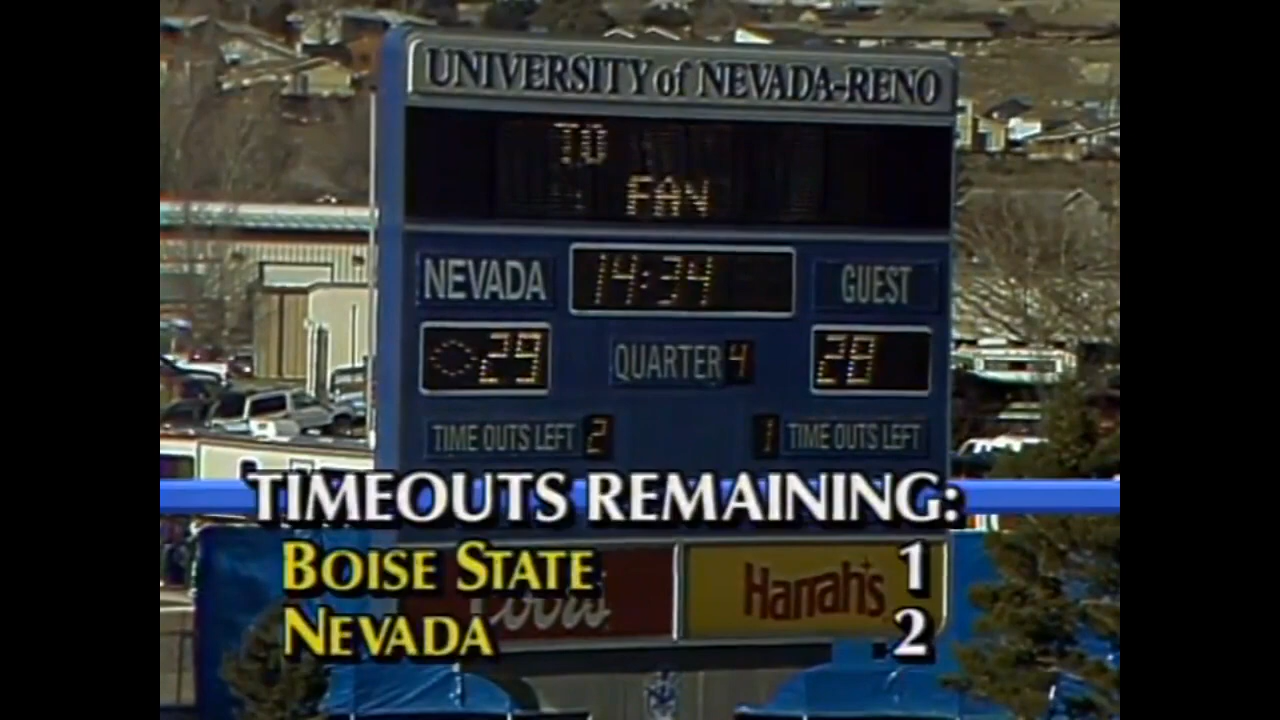 UNIVERSITY of NEVADA-RENO
TO
FAN
NEVADA 14:34 GUEST
29 QUARTER 4 28
TIME OUTS LEFT 2 1 TIME OUTS LEFT
TIMEOUTS REMAINING:
BOISE STATE 1
NEVADA 2
Coors Harrah's